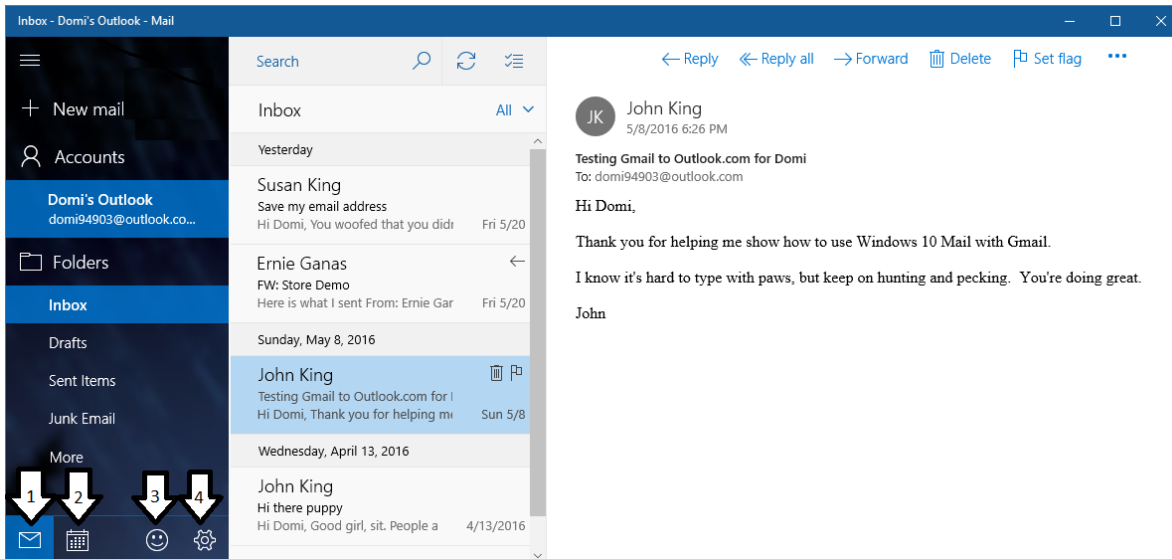 Inbox - Domi's Outlook - Mail
New mail
Accounts
Domi's Outlook
domi94903@outlook.co...
Folders
Inbox
Drafts
Sent Items
Junk Email
More
1
2
3
4
Search
Inbox
All
Yesterday
Susan King
Save my email address
Hi Domi, You woofed that you didn Fri 5/20
Ernie Ganas
FW: Store Demo
Here is what I sent From: Ernie Gar Fri 5/20
Sunday, May 8, 2016
John King
Testing Gmail to Outlook.com for
Hi Domi, Thank you for helping me Sun 5/8
Wednesday, April 13, 2016
John King
Hi there puppy
Hi Domi, Good girl, sit. People a 4/13/2016
Reply Reply all Forward Delete Set flag ...
JK
John King
5/8/2016 6:26 PM
Testing Gmail to Outlook.com for Domi
To: domi94903@outlook.com
Hi Domi,
Thank you for helping me show how to use Windows 10 Mail with Gmail.
I know it's hard to type with paws, but keep on hunting and pecking. You're doing great.
John